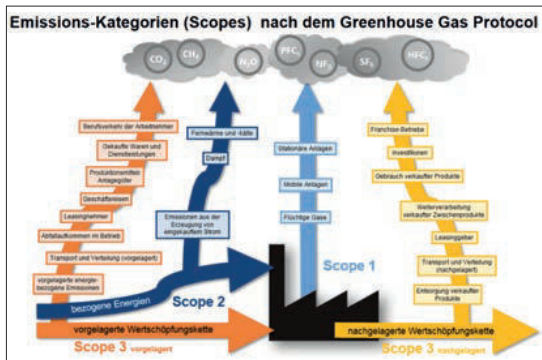 Emissions-Kategorien (Scopes) nach dem Greenhouse Gas Protocol
CO₂
CH₄
N₂O
PFCs
NF₃
SF₆
HFCs
Berufsverkehr der Arbeitnehmer
Gekaufte Waren und
Dienstleistungen
Produktionsmittel/
Anlagegüter
Geschäftsreisen
Leasingnehmer
Abfallaufkommen im Betrieb
Transport und Verteilung (vorgelagert)
vorgelagerte energie-
bezogene Emissionen
Fernwärme und -kälte
Dampf
Emissionen aus der
Erzeugung von
eingekauftem Strom
bezogene Energien
Scope 2
Stationäre Anlagen
Mobile Anlagen
Flüchtige Gase
Scope 1
Franchise-Betriebe
Investitionen
Gebrauch verkaufter Produkte
Weiterverarbeitung
verkaufter Zwischenprodukte
Leasinggeber
Transport und Verteilung
(nachgelagert)
Entsorgung verkaufter
Produkte
vorgelagerte Wertschöpfungskette
Scope 3 vorgelagert
nachgelagerte Wertschöpfungskette
Scope 3 nachgelagert